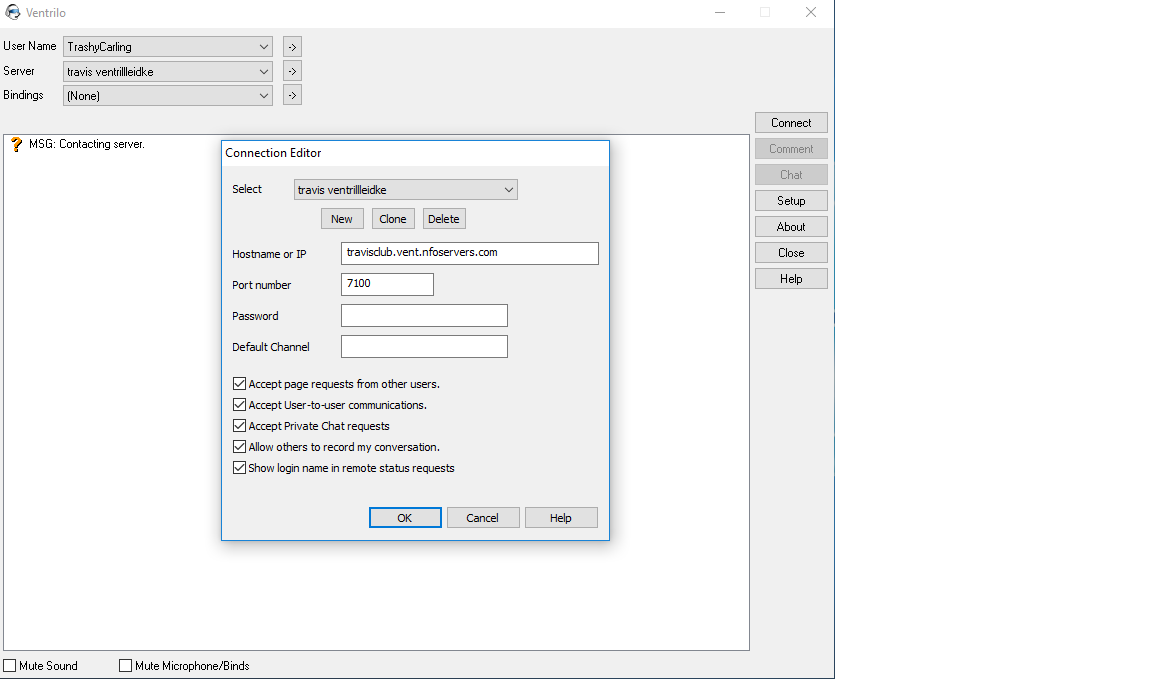 Ventrilo
User Name TrashyCarling ->
Server travis ventrillleidke ->
Bindings (None) ->
Connect
Comment
Chat
Setup
About
Close
Help
MSG: Contacting server.
Connection Editor
Select travis ventrillleidke
New Clone Delete
Hostname or IP travisclub.vent.nfoservers.com
Port number 7100
Password
Default Channel
Accept page requests from other users.
Accept User-to-user communications.
Accept Private Chat requests
Allow others to record my conversation.
Show login name in remote status requests
OK Cancel Help
Mute Sound Mute Microphone/Binds